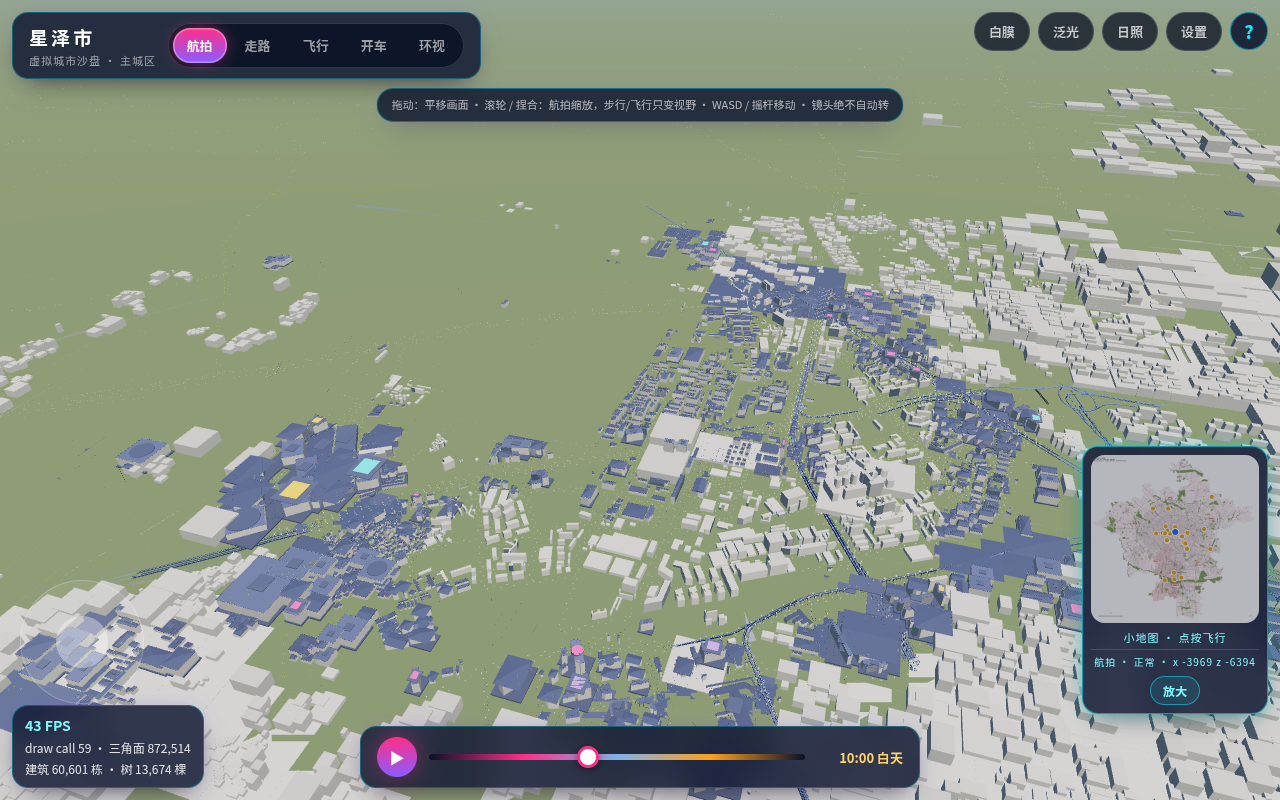 星泽市
虚拟城市沙盘 · 主城区
航拍 走路 飞行 开车 环视
白膜 泛光 日照 设置 ?
拖动：平移画面 · 滚轮 / 捏合：航拍缩放，步行/飞行只变视野 · WASD / 摇杆移动 · 镜头绝不自动转
小地图 · 点按飞行
航拍 · 正常 · x -3969 z -6394
放大
43 FPS
draw call 59 · 三角面 872,514
建筑 60,601 栋 · 树 13,674 棵
10:00 白天